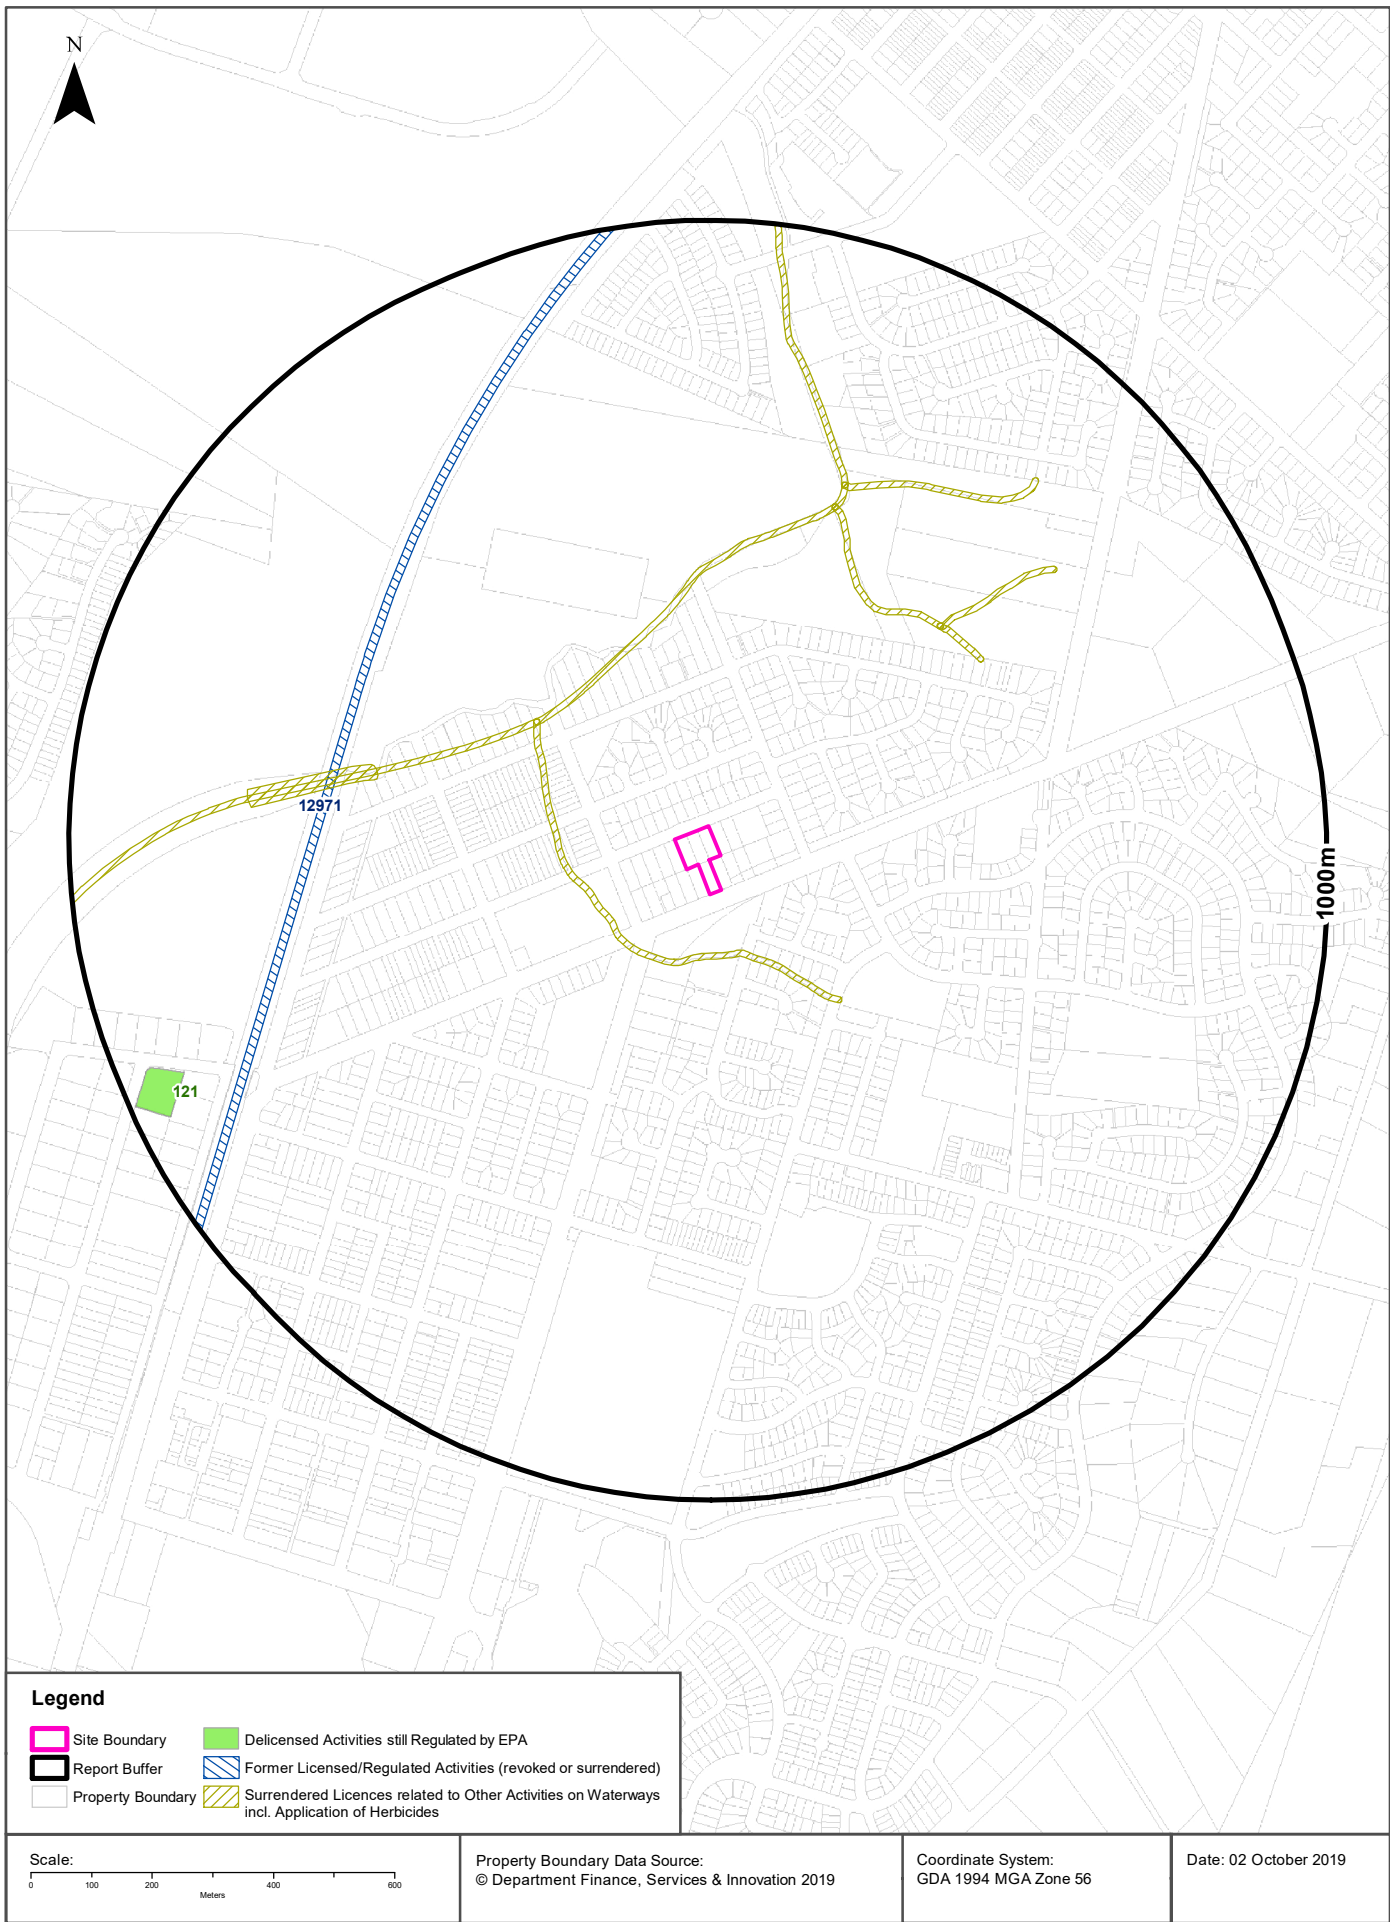 N
12971
1000m
121
Legend
Site Boundary
Report Buffer
Property Boundary
Delicensed Activities still Regulated by EPA
Former Licensed/Regulated Activities (revoked or surrendered)
Surrendered Licences related to Other Activities on Waterways
incl. Application of Herbicides
Scale:
0 100 200 400 600
Meters
Property Boundary Data Source:
© Department Finance, Services & Innovation 2019
Coordinate System:
GDA 1994 MGA Zone 56
Date: 02 October 2019